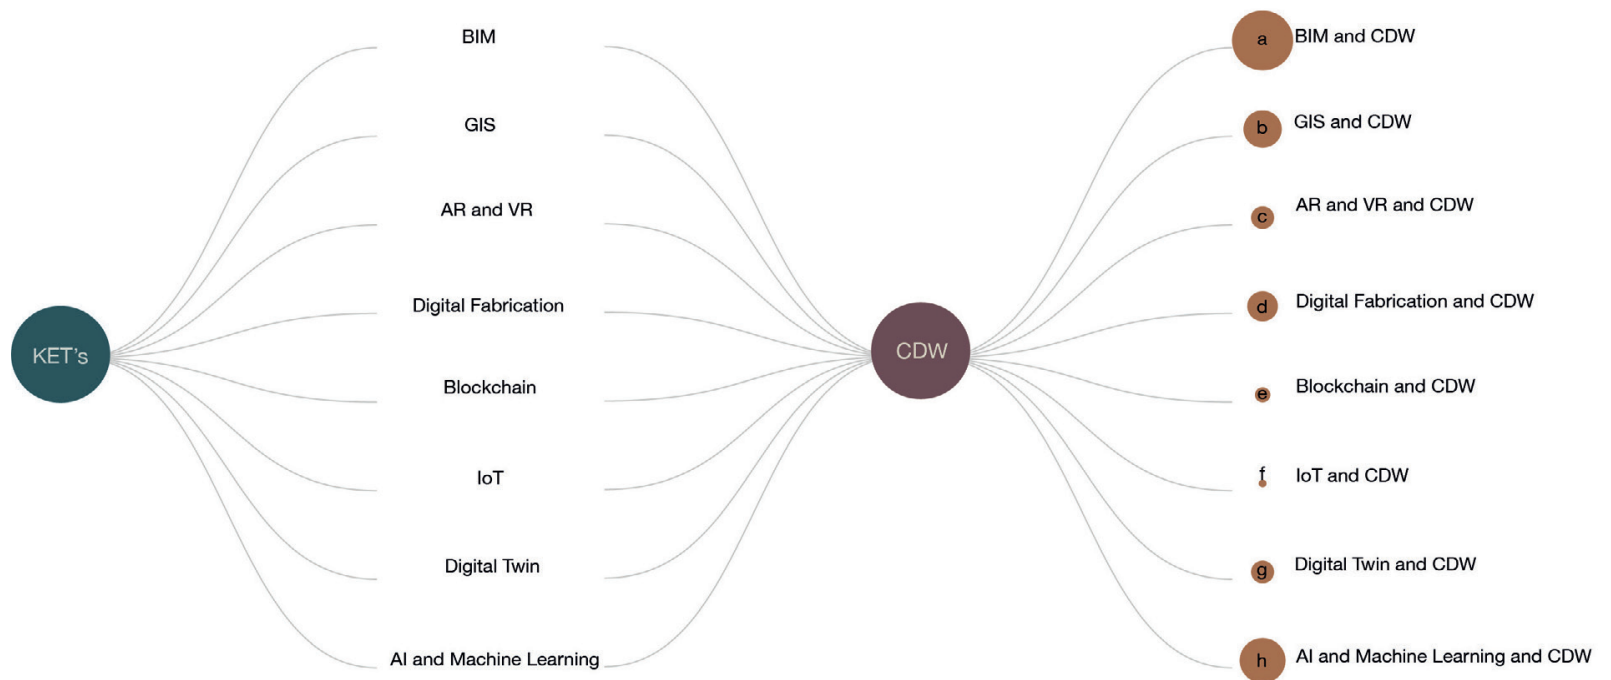 KET's
BIM
GIS
AR and VR
Digital Fabrication
Blockchain
IoT
Digital Twin
AI and Machine Learning
CDW
a BIM and CDW
b GIS and CDW
c AR and VR and CDW
d Digital Fabrication and CDW
e Blockchain and CDW
f IoT and CDW
g Digital Twin and CDW
h AI and Machine Learning and CDW